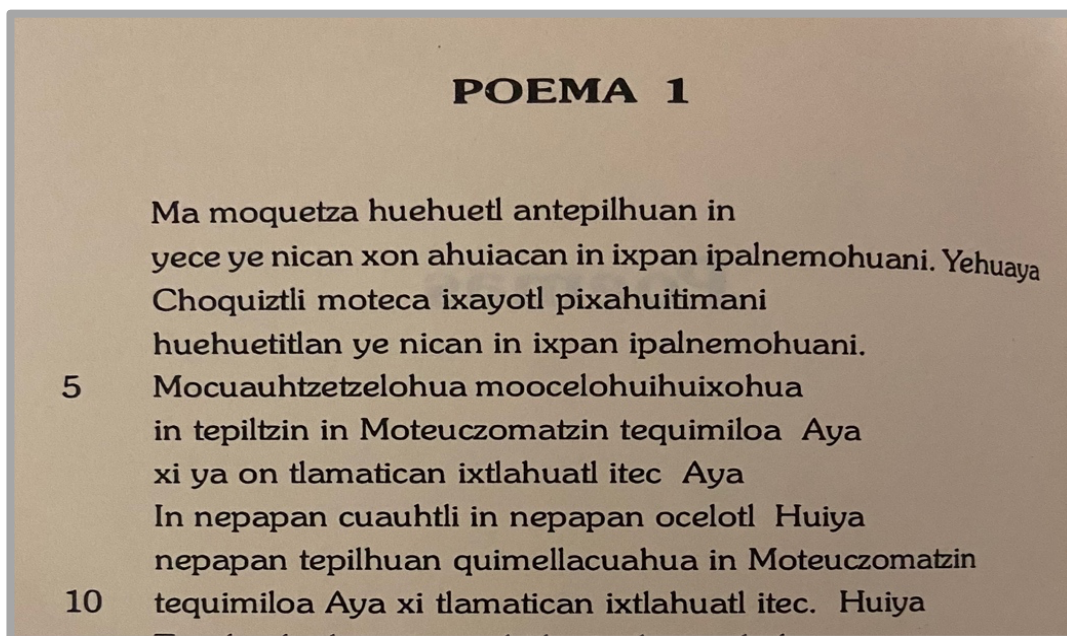 POEMA 1
Ma moquetza huehuetl antepilhuan in
yece ye nican xon ahuiacan in ixpan ipalnemohuani. Yehuaya
Choquiztli moteca ixayotl pixahuitimani
huehuetitlan ye nican in ixpan ipalnemohuani.
5 Mocuauhtzetzelohua moocelohuihuixohua
in tepiltzin in Moteuczomatzin tequimiloa Aya
xi ya on tlamatican ixtlahuatl itec Aya
In nepapan cuauhtli in nepapan ocelotl Huiya
nepapan tepilhuan quimellacuahua in Moteuczomatzin
10 tequimiloa Aya xi tlamatican ixtlahuatl itec. Huiya